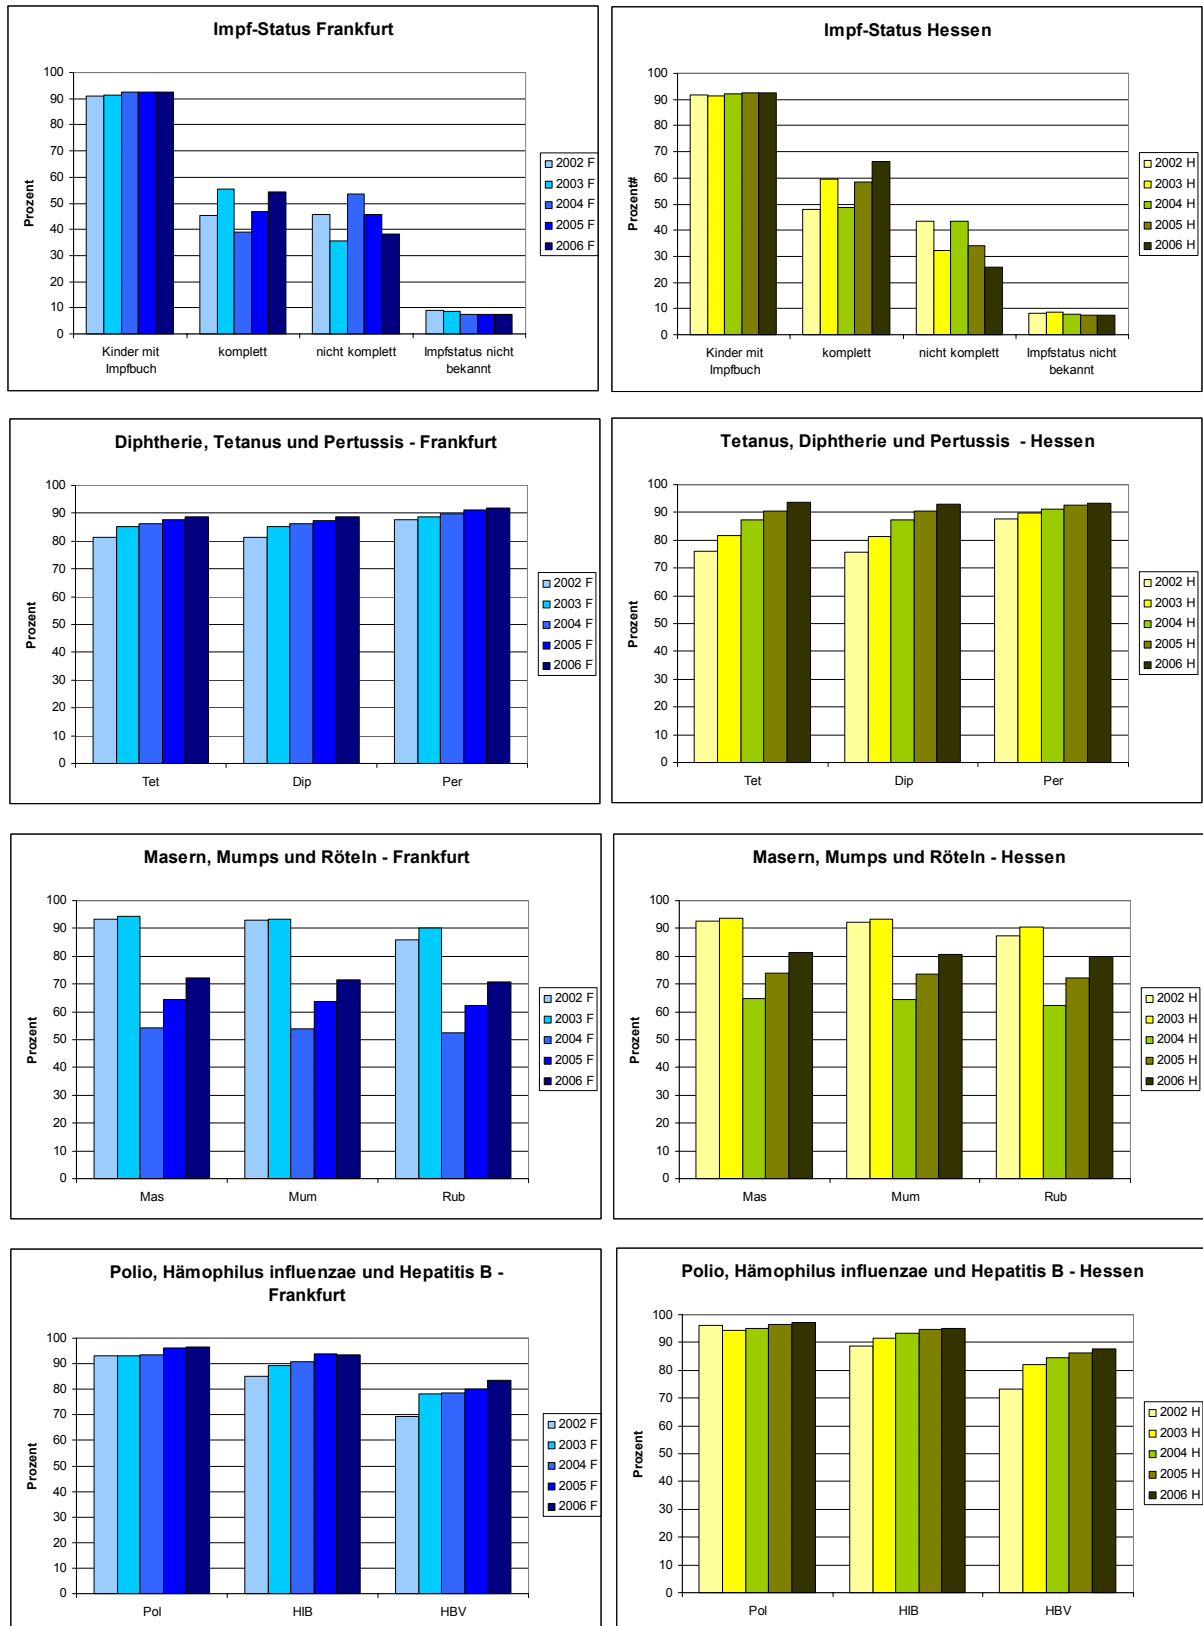 Impf-Status Frankfurt
Prozent
100
90
80
70
60
50
40
30
20
10
0
Kinder mit
Impfbuch
komplett
nicht komplett
Impfstatus nicht
bekannt
2002 F
2003 F
2004 F
2005 F
2006 F
Impf-Status Hessen
Prozent#
100
90
80
70
60
50
40
30
20
10
0
Kinder mit
Impfbuch
komplett
nicht komplett
Impfstatus nicht
bekannt
2002 H
2003 H
2004 H
2005 H
2006 H
Diphtherie, Tetanus und Pertussis - Frankfurt
Prozent
100
90
80
70
60
50
40
30
20
10
0
Tet
Dip
Per
2002 F
2003 F
2004 F
2005 F
2006 F
Tetanus, Diphtherie und Pertussis - Hessen
Prozent
100
90
80
70
60
50
40
30
20
10
0
Tet
Dip
Per
2002 H
2003 H
2004 H
2005 H
2006 H
Masern, Mumps und Röteln - Frankfurt
Prozent
100
90
80
70
60
50
40
30
20
10
0
Mas
Mum
Rub
2002 F
2003 F
2004 F
2005 F
2006 F
Masern, Mumps und Röteln - Hessen
Prozent
100
90
80
70
60
50
40
30
20
10
0
Mas
Mum
Rub
2002 H
2003 H
2004 H
2005 H
2006 H
Polio, Hämophilus influenzae und Hepatitis B -
Frankfurt
Prozent
100
90
80
70
60
50
40
30
20
10
0
Pol
HIB
HBV
2002 F
2003 F
2004 F
2005 F
2006 F
Polio, Hämophilus influenzae und Hepatitis B - Hessen
Prozent
100
90
80
70
60
50
40
30
20
10
0
Pol
HIB
HBV
2002 H
2003 H
2004 H
2005 H
2006 H